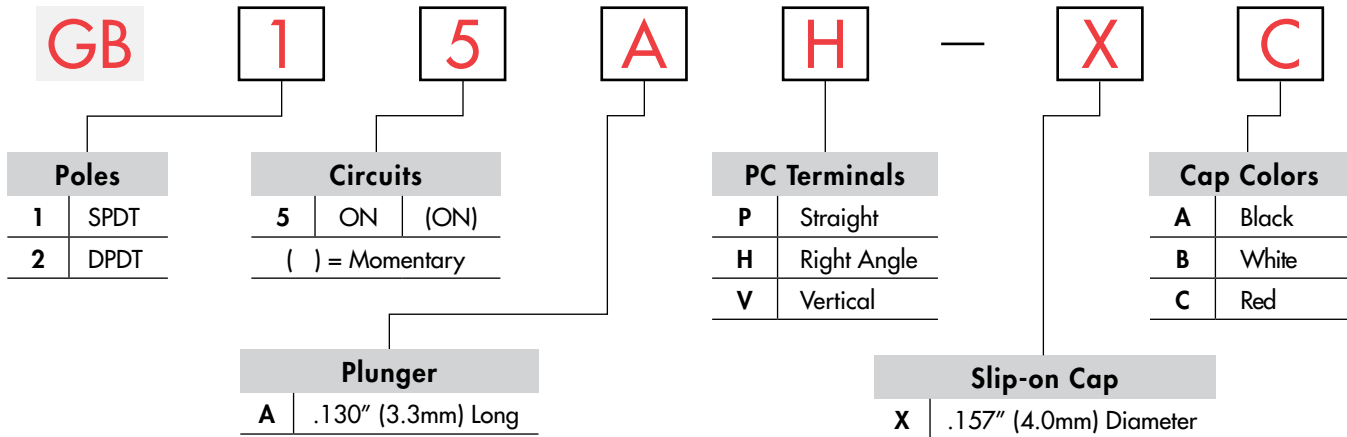 GB 1 5 A H — X C
Poles
1 SPDT
2 DPDT
Circuits
5 ON (ON)
( ) = Momentary
PC Terminals
P Straight
H Right Angle
V Vertical
Cap Colors
A Black
B White
C Red
Plunger
A .130” (3.3mm) Long
Slip-on Cap
X .157” (4.0mm) Diameter